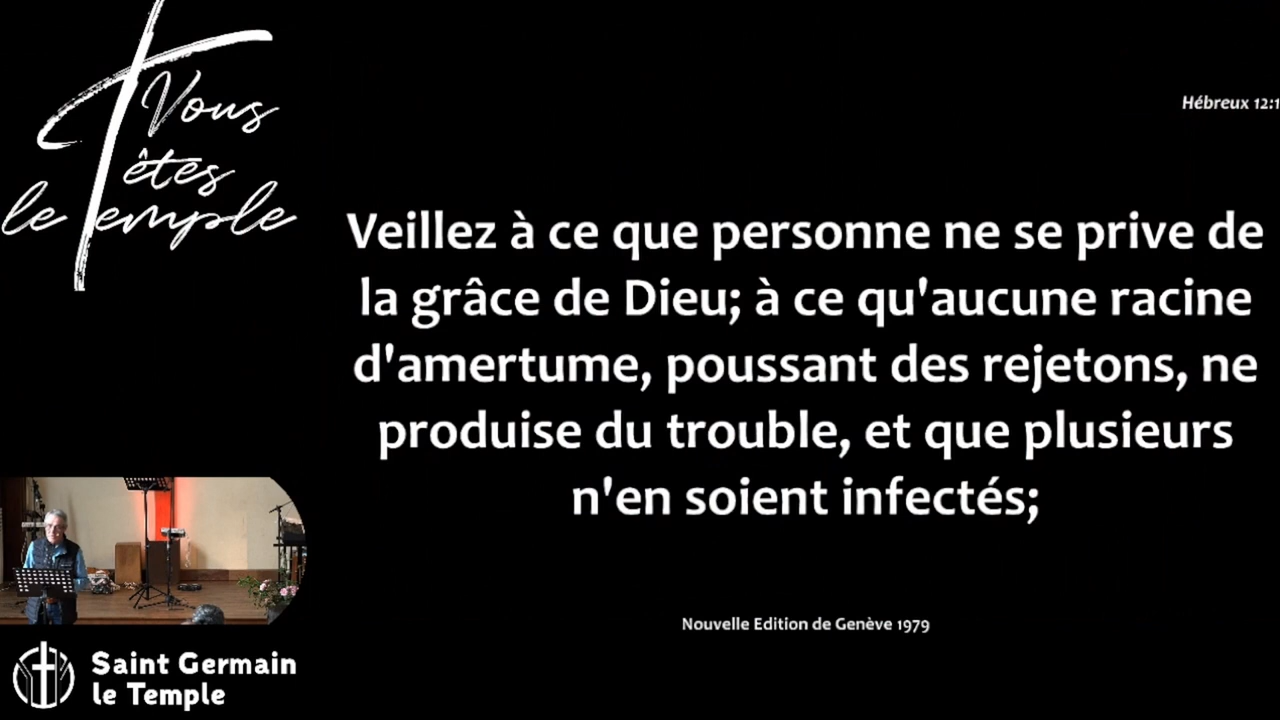 Vous
êtes
le Temple
Hébreux 12:1
Veillez à ce que personne ne se prive de
la grâce de Dieu; à ce qu'aucune racine
d'amertume, poussant des rejetons, ne
produise du trouble, et que plusieurs
n'en soient infectés;
Nouvelle Edition de Genève 1979
Saint Germain
le Temple